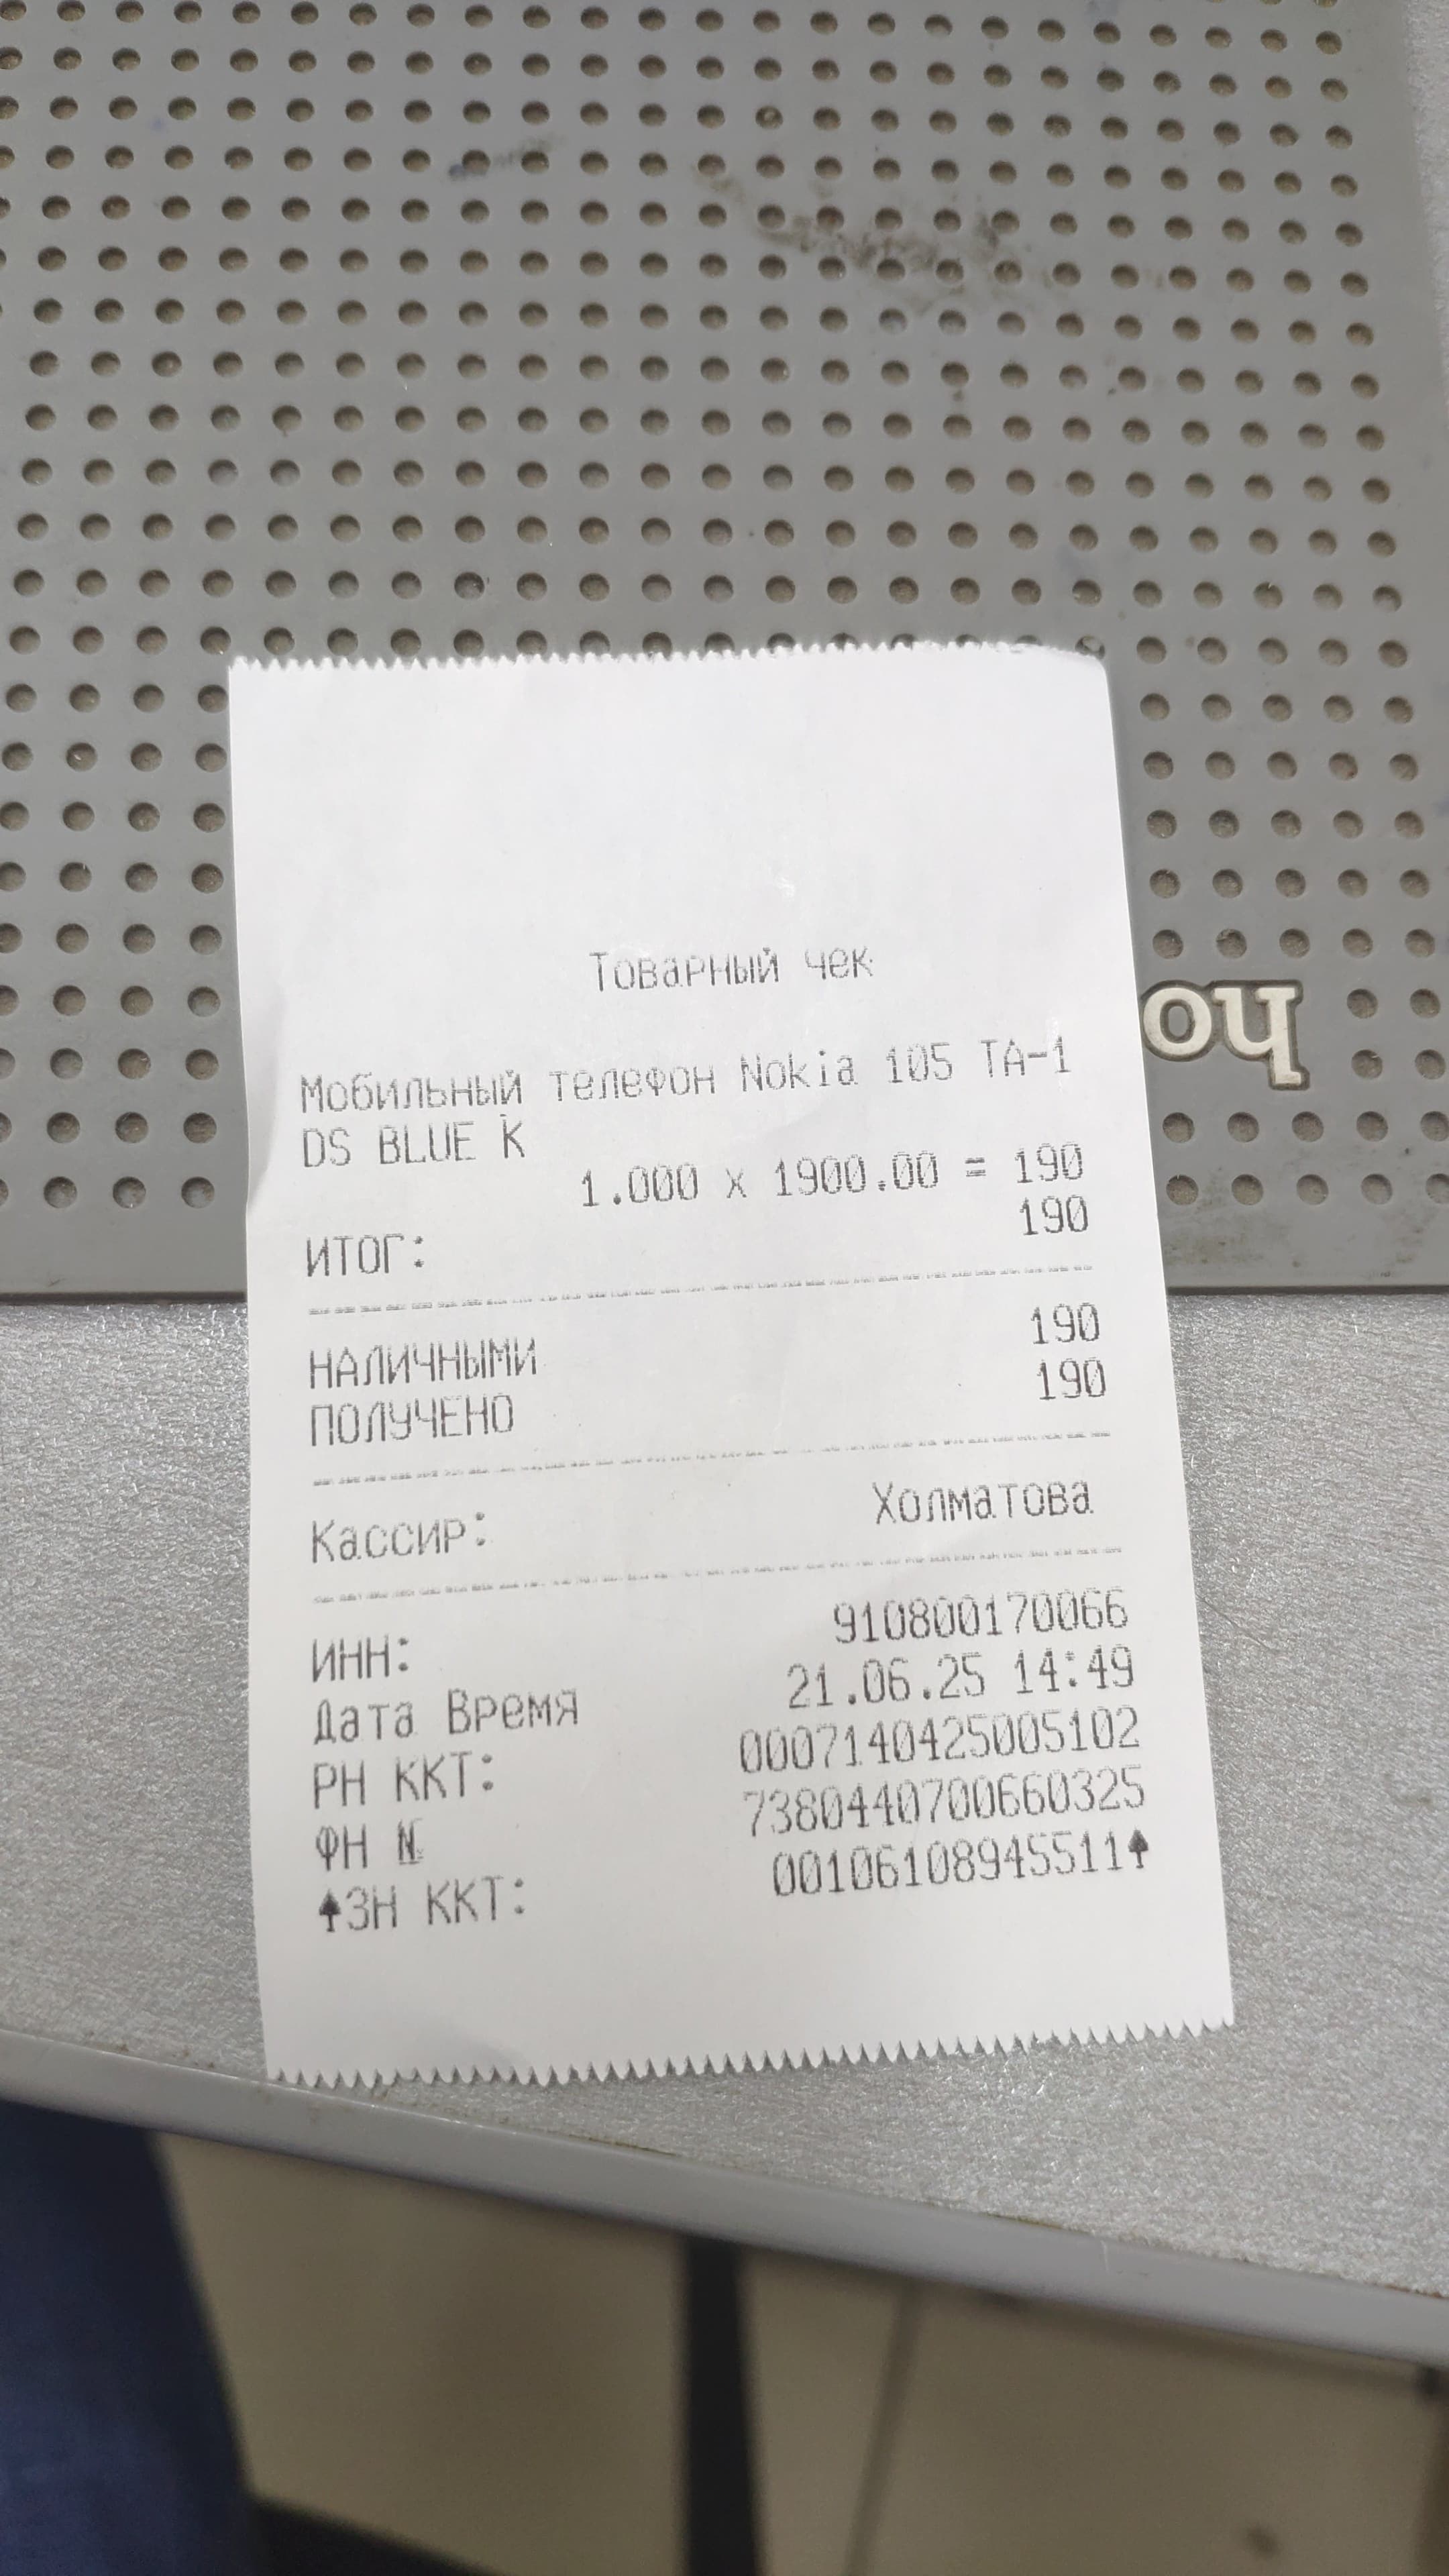 Товарный чек
Мобильный телефон Nokia 105 TA-1
DS BLUE K
1.000 x 1900.00 = 190
ИТОГ: 190
НАЛИЧНЫМИ 190
ПОЛУЧЕНО 190
Кассир: Холматова
ИНН: 910800170066
Дата Время 21.06.25 14:49
РН ККТ: 0007140425005102
ФН № 7380440700660325
ЗН ККТ: 00106108945511